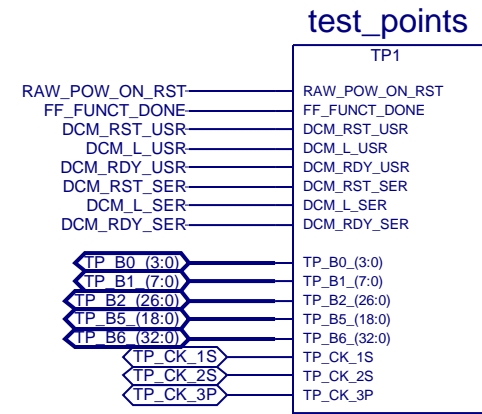 test_points
TP1
RAW_POW_ON_RST RAW_POW_ON_RST
FF_FUNCT_DONE FF_FUNCT_DONE
DCM_RST_USR DCM_RST_USR
DCM_L_USR DCM_L_USR
DCM_RDY_USR DCM_RDY_USR
DCM_RST_SER DCM_RST_SER
DCM_L_SER DCM_L_SER
DCM_RDY_SER DCM_RDY_SER
TP_B0_(3:0) TP_B0_(3:0)
TP_B1_(7:0) TP_B1_(7:0)
TP_B2_(26:0) TP_B2_(26:0)
TP_B5_(18:0) TP_B5_(18:0)
TP_B6_(32:0) TP_B6_(32:0)
TP_CK_1S TP_CK_1S
TP_CK_2S TP_CK_2S
TP_CK_3P TP_CK_3P